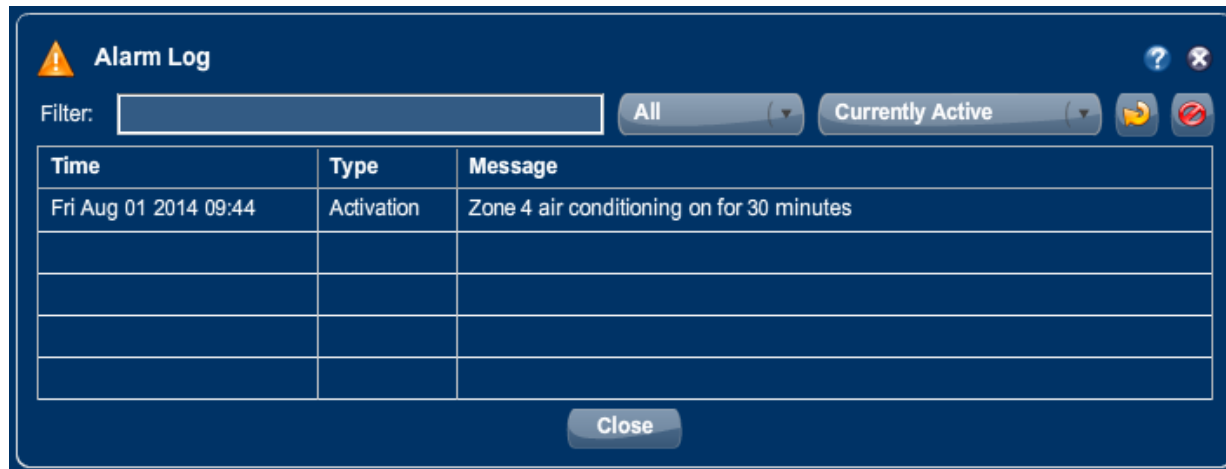 Alarm Log
Filter: All Currently Active
Time Type Message
Fri Aug 01 2014 09:44 Activation Zone 4 air conditioning on for 30 minutes
Close